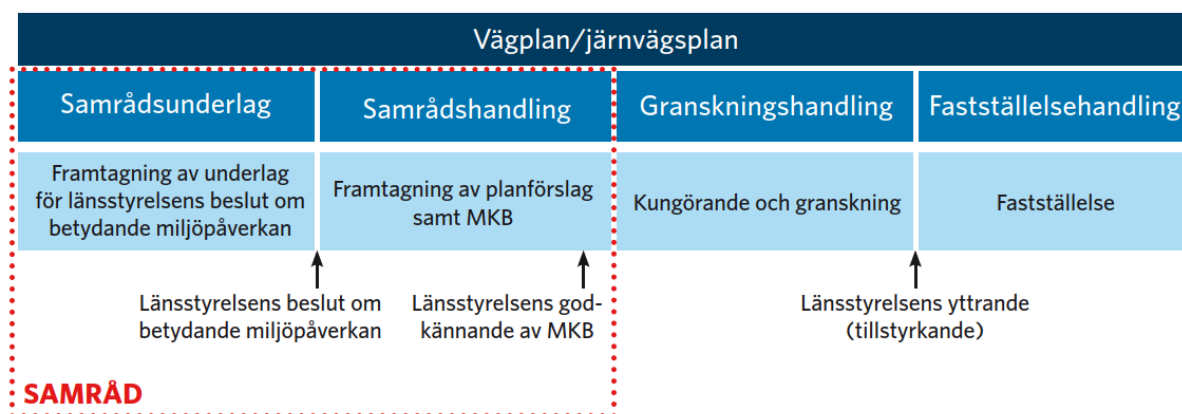 Vägplan/järnvägsplan
Samrådsunderlag
Samrådshandling
Granskningshandling
Fastställelsehandling
Framtagning av underlag
för länsstyrelsens beslut om
betydande miljöpåverkan
Framtagning av planförslag
samt MKB
Kungörande och granskning
Fastställelse
Länsstyrelsens beslut om
betydande miljöpåverkan
Länsstyrelsens god-
kännande av MKB
Länsstyrelsens yttrande
(tillstyrkande)
SAMRÅD